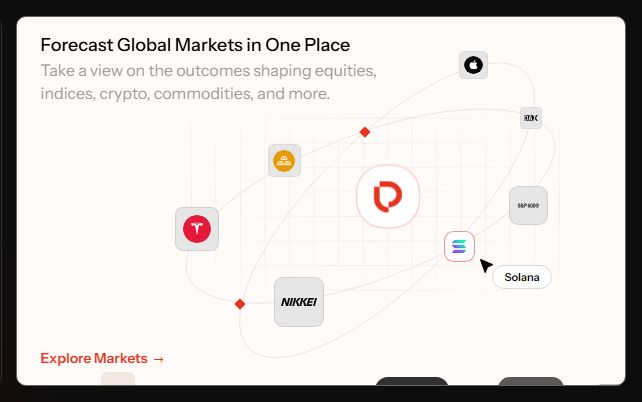 Forecast Global Markets in One Place
Take a view on the outcomes shaping equities,
indices, crypto, commodities, and more.
S&P 500®
Solana
NIKKEI
Explore Markets →